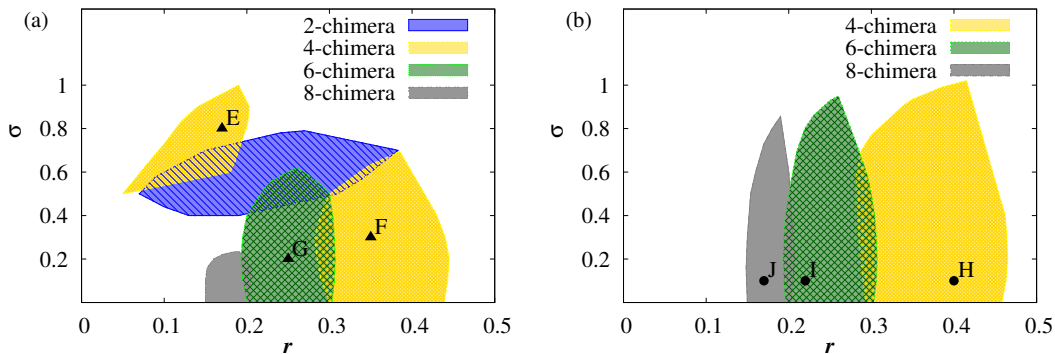 (a)
2-chimera
4-chimera
6-chimera
8-chimera
1
0.8
0.6
0.4
0.2
σ
E
F
G
0 0.1 0.2 0.3 0.4 0.5
r
(b)
4-chimera
6-chimera
8-chimera
1
0.8
0.6
0.4
0.2
σ
J I H
0 0.1 0.2 0.3 0.4 0.5
r